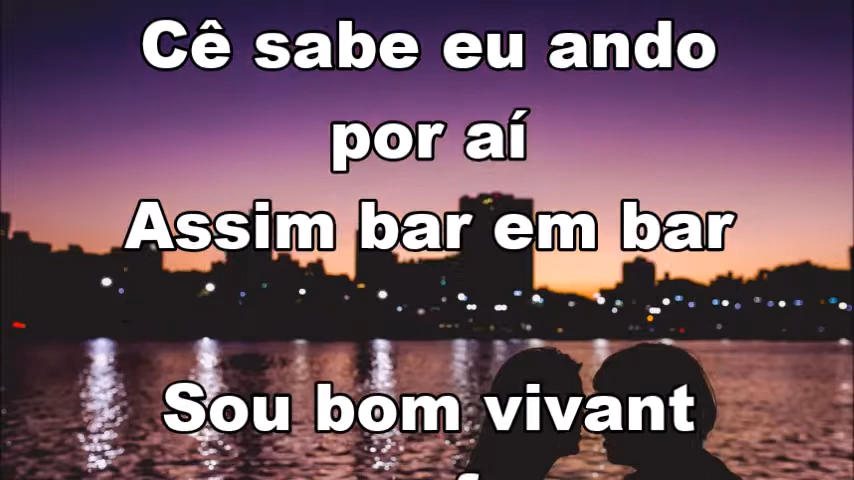 Cê sabe eu ando
por aí
Assim bar em bar
Sou bom vivant